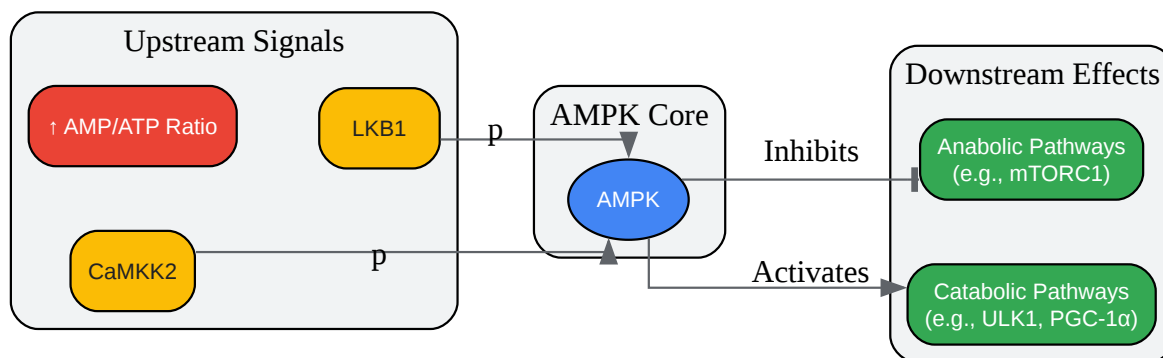 Upstream Signals
↑ AMP/ATP Ratio
LKB1
CaMKK2
p
p
AMPK Core
AMPK
Inhibits
Activates
Downstream Effects
Anabolic Pathways
(e.g., mTORC1)
Catabolic Pathways
(e.g., ULK1, PGC-1α)